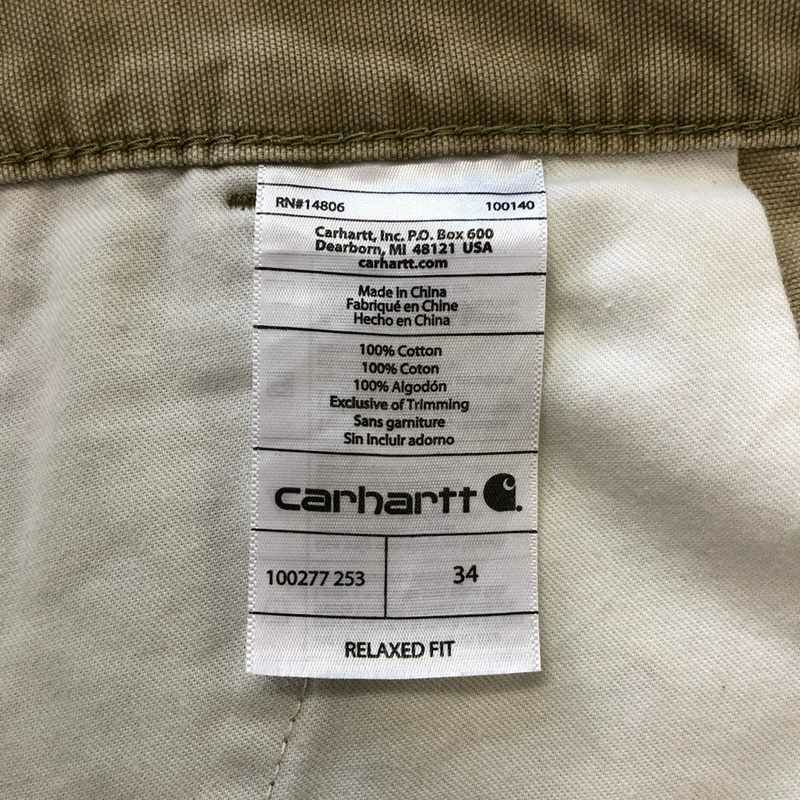 RN#14806 100140
Carhartt, Inc. P.O. Box 600
Dearborn, MI 48121 USA
carhartt.com
Made in China
Fabriqué en Chine
Hecho en China
100% Cotton
100% Coton
100% Algodón
Exclusive of Trimming
Sans garniture
Sin Incluir adorno
carhartt
100277 253 34
RELAXED FIT